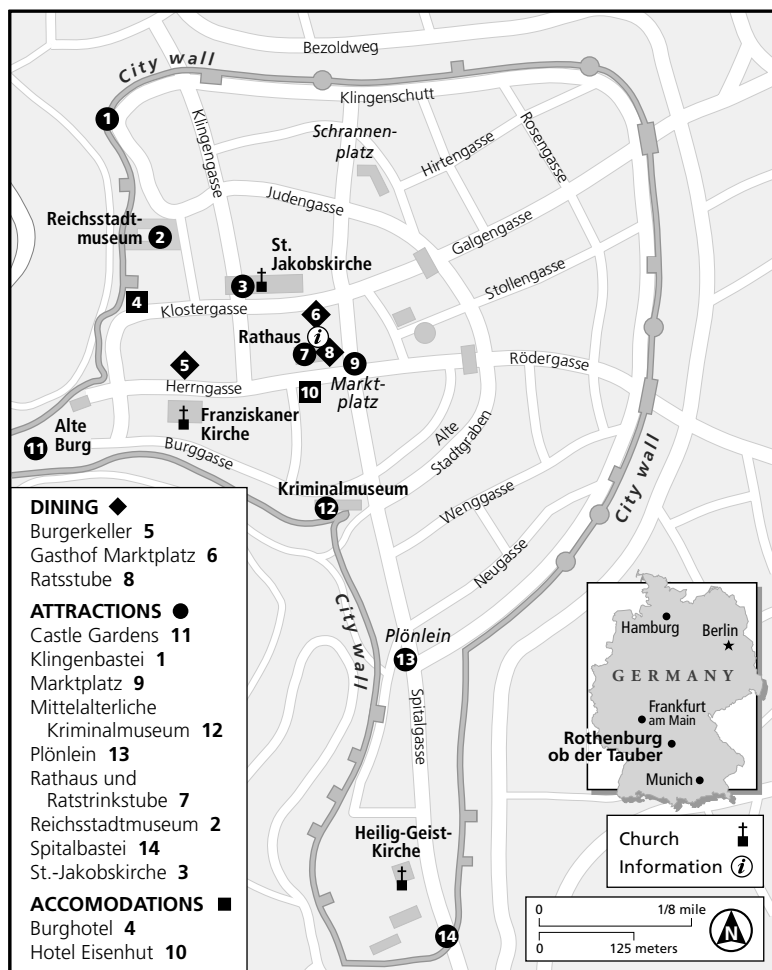 Bezoldweg
City wall
Klingenschutt
1
Klingengasse
Schrannen-
platz
Hirtengasse
Rosengasse
Judengasse
Reichsstadt-
museum
2
St.
Jakobskirche
3
Galgengasse
Stollengasse
4
Klostergasse
6
Rathaus
i
7
8
9
5
Rödergasse
Herrngasse
10
Markt-
platz
Franziskaner
Kirche
Alte
Burg
11
Burggasse
Alte
Stadtgraben
City wall
Kriminalmuseum
12
Wenggasse
Neugasse
City wall
Plönlein
13
Spitalgasse
Heilig-Geist-
Kirche
14
DINING
Burgerkeller 5
Gasthof Marktplatz 6
Ratsstube 8
ATTRACTIONS
Castle Gardens 11
Klingenbastei 1
Marktplatz 9
Mittelalterliche
Kriminalmuseum 12
Plönlein 13
Rathaus und
Ratstrinkstube 7
Reichsstadtmuseum 2
Spitalbastei 14
St.-Jakobskirche 3
ACCOMODATIONS
Burghotel 4
Hotel Eisenhut 10
Hamburg
Berlin
GERMANY
Frankfurt
am Main
Rothenburg
ob der Tauber
Munich
Church
Information i
0 1/8 mile
0 125 meters
N